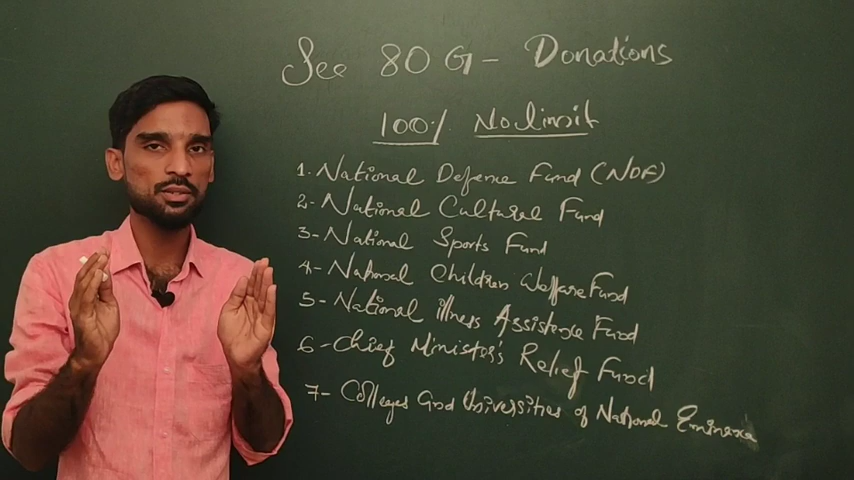 See 80 G - Donations
100% No limit
1. National Defense Fund (NDF)
2- National Cultural Fund
3- National Sports Fund
4- National Children Welfare Fund
5- National illness Assistance Fund
6- Chief Minister's Relief Fund
7- Colleges and Universities of National Eminence